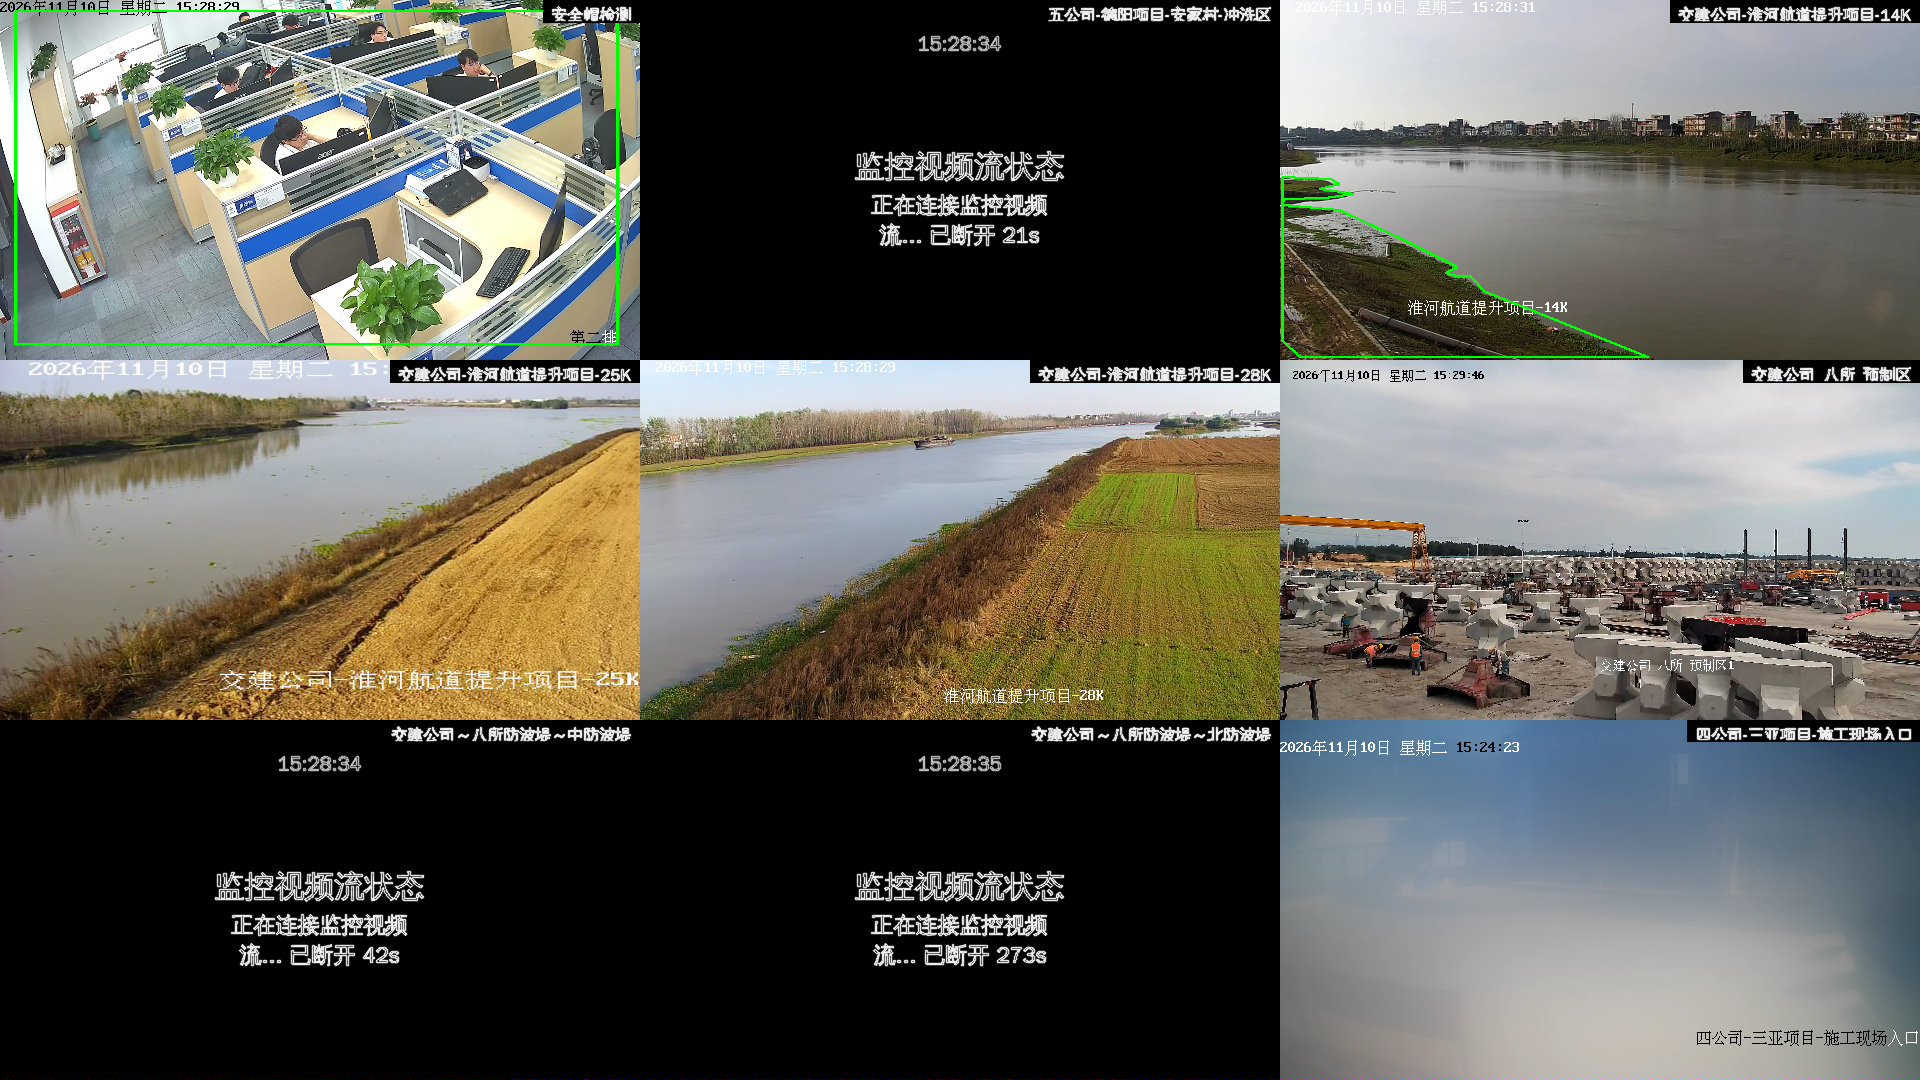 2026年11月10日 星期二 15:28:29
安全帽检测
第二排
acer
五公司-德阳项目-安家村-冲洗区
15:28:34
监控视频流状态
正在连接监控视频
流... 已断开 21s
2026年11月10日 星期二 15:28:31
交建公司-淮河航道提升项目-14K
淮河航道提升项目-14K
2026年11月10日 星期二 15:
交建公司-淮河航道提升项目-25K
交建公司-淮河航道提升项目-25K
2026年11月10日 星期二 15:28:29
交建公司-淮河航道提升项目-28K
淮河航道提升项目-28K
2026年11月10日 星期二 15:29:46
交建公司 八所 预制区
交建公司 八所 预制区1
交建公司~八所防波堤~中防波堤
15:28:34
监控视频流状态
正在连接监控视频
流... 已断开 42s
交建公司~八所防波堤~北防波堤
15:28:35
监控视频流状态
正在连接监控视频
流... 已断开 273s
2026年11月10日 星期二 15:24:23
四公司-三亚项目-施工现场入口
四公司-三亚项目-施工现场入口